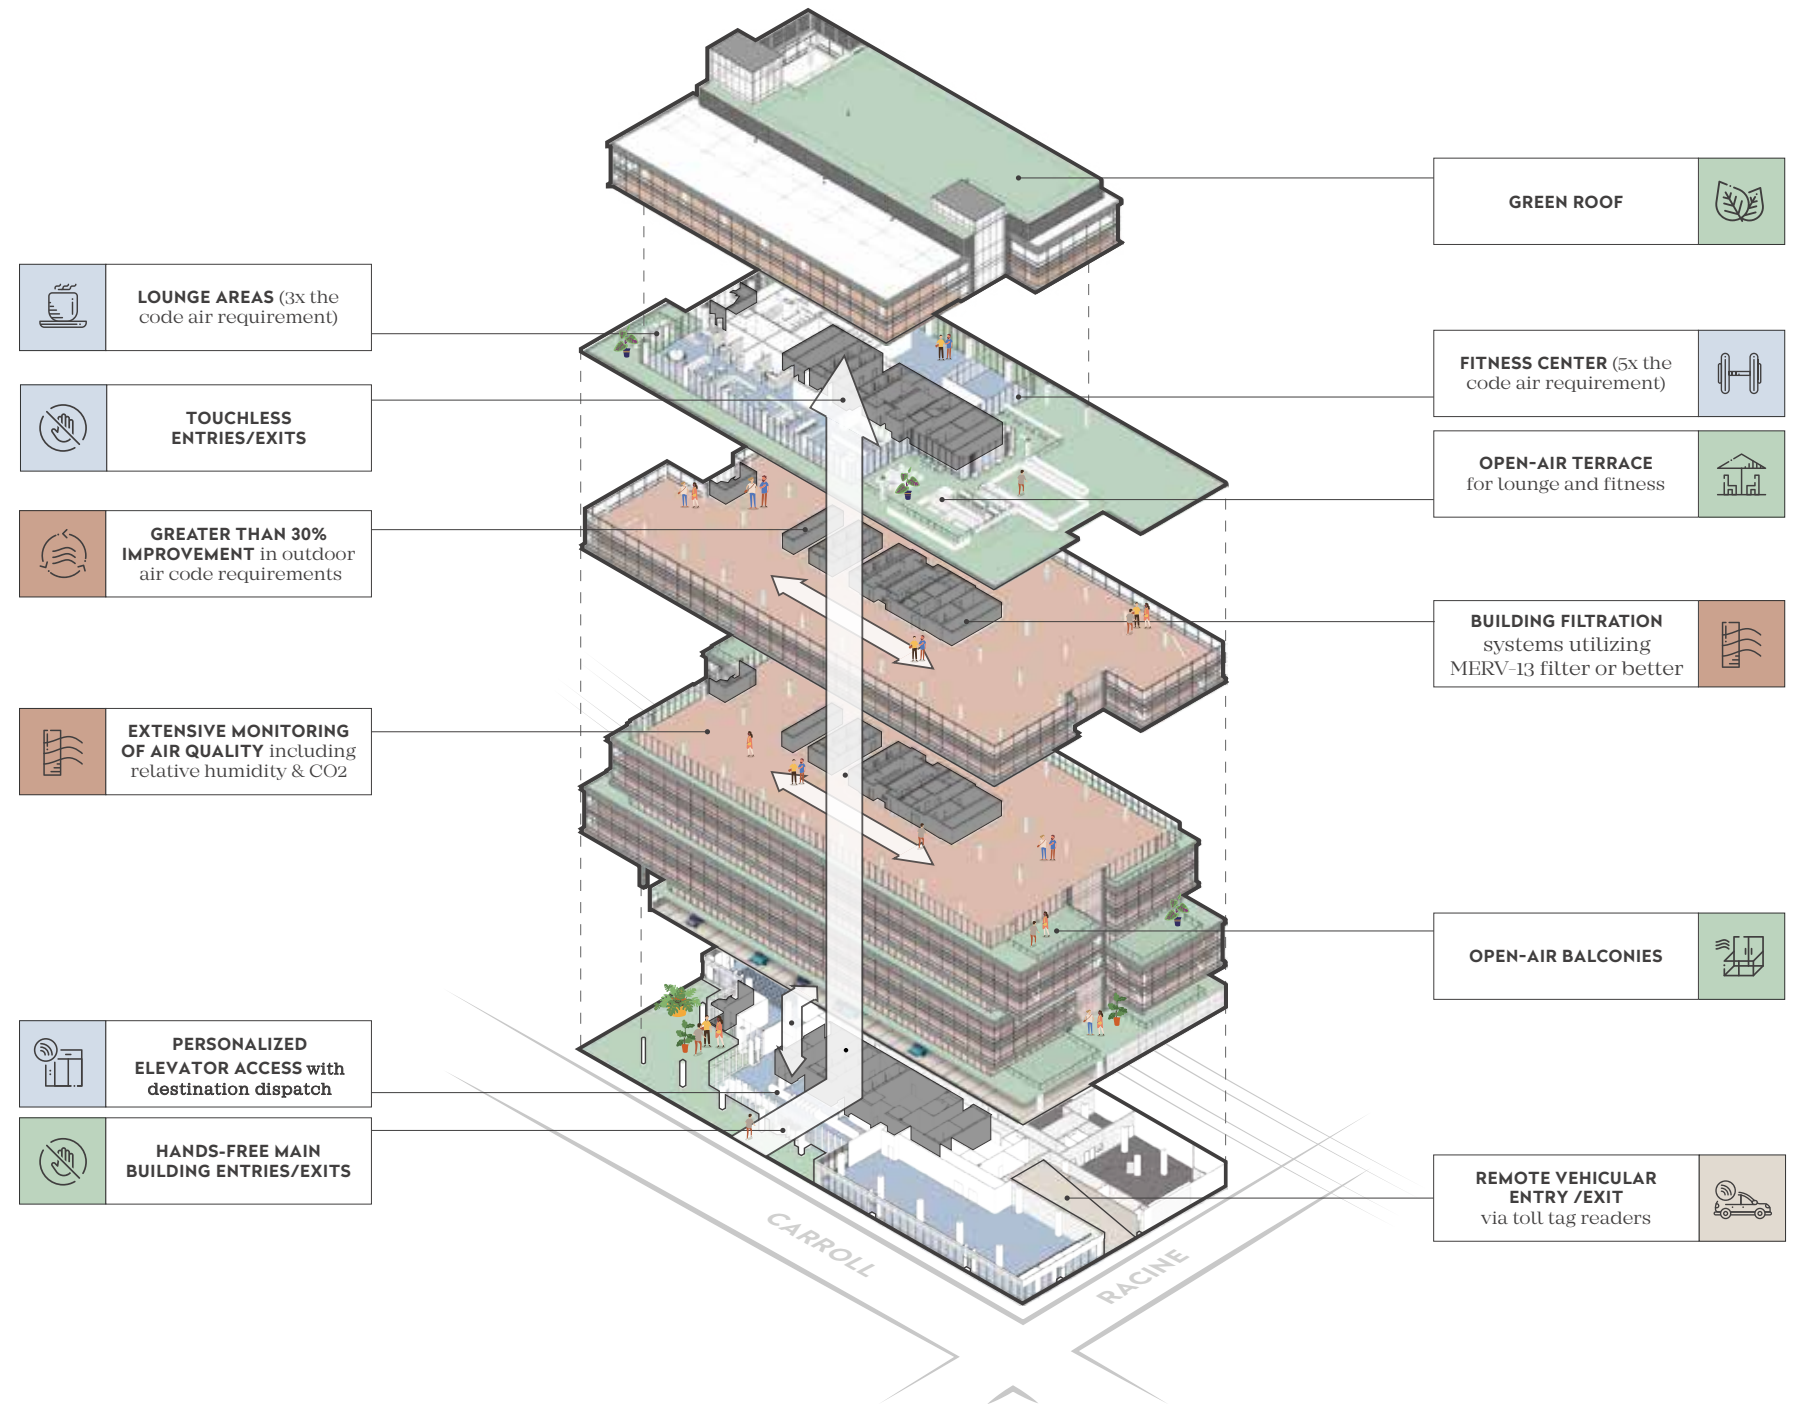 GREEN ROOF
LOUNGE AREAS (3x the
code air requirement)
FITNESS CENTER (5x the
code air requirement)
TOUCHLESS
ENTRIES/EXITS
OPEN-AIR TERRACE
for lounge and fitness
GREATER THAN 30%
IMPROVEMENT in outdoor
air code requirements
BUILDING FILTRATION
systems utilizing
MERV-13 filter or better
EXTENSIVE MONITORING
OF AIR QUALITY including
relative humidity & CO2
OPEN-AIR BALCONIES
PERSONALIZED
ELEVATOR ACCESS with
destination dispatch
HANDS-FREE MAIN
BUILDING ENTRIES/EXITS
REMOTE VEHICULAR
ENTRY /EXIT
via toll tag readers
CARROLL
RACINE